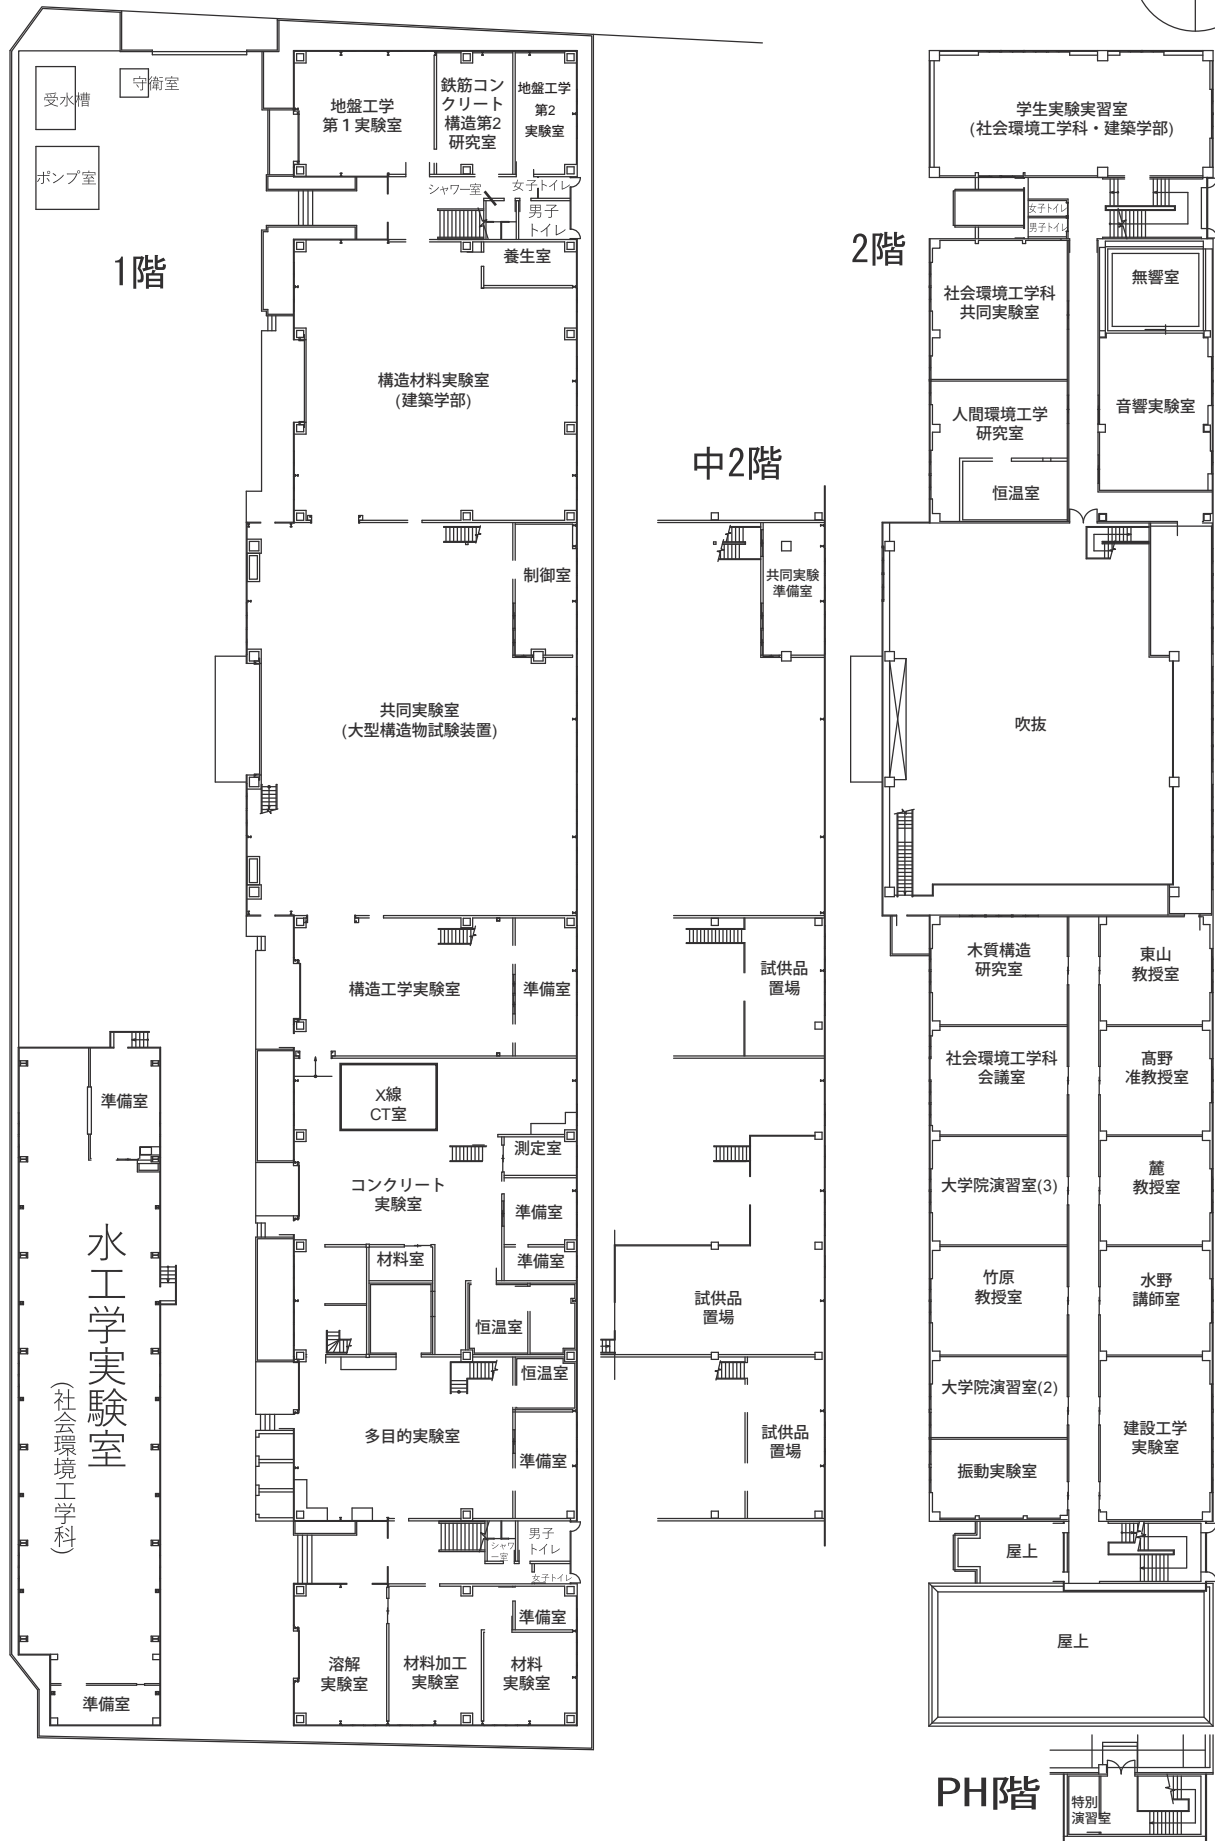 受水槽
守衛室
ポンプ室
1階
地盤工学
第1実験室
鉄筋コン
クリート
構造第2
研究室
地盤工学
第2
実験室
シャワー室
女子トイレ
男子
トイレ
養生室
構造材料実験室
(建築学部)
制御室
共同実験室
(大型構造物試験装置)
構造工学実験室
準備室
X線
CT室
測定室
コンクリート
実験室
準備室
準備室
材料室
恒温室
恒温室
多目的実験室
準備室
シャワ
ー室
男子
トイレ
女子トイレ
準備室
溶解
実験室
材料加工
実験室
材料
実験室
準備室
水工学実験室
(社会環境工学科)
準備室
中2階
共同実験
準備室
試供品
置場
試供品
置場
試供品
置場
2階
学生実験実習室
(社会環境工学科・建築学部)
女子トイレ
男子トイレ
社会環境工学科
共同実験室
無響室
人間環境工学
研究室
音響実験室
恒温室
吹抜
木質構造
研究室
東山
教授室
社会環境工学科
会議室
髙野
准教授室
大学院演習室(3)
麓
教授室
竹原
教授室
水野
講師室
大学院演習室(2)
建設工学
実験室
振動実験室
屋上
屋上
PH階
特別
演習室